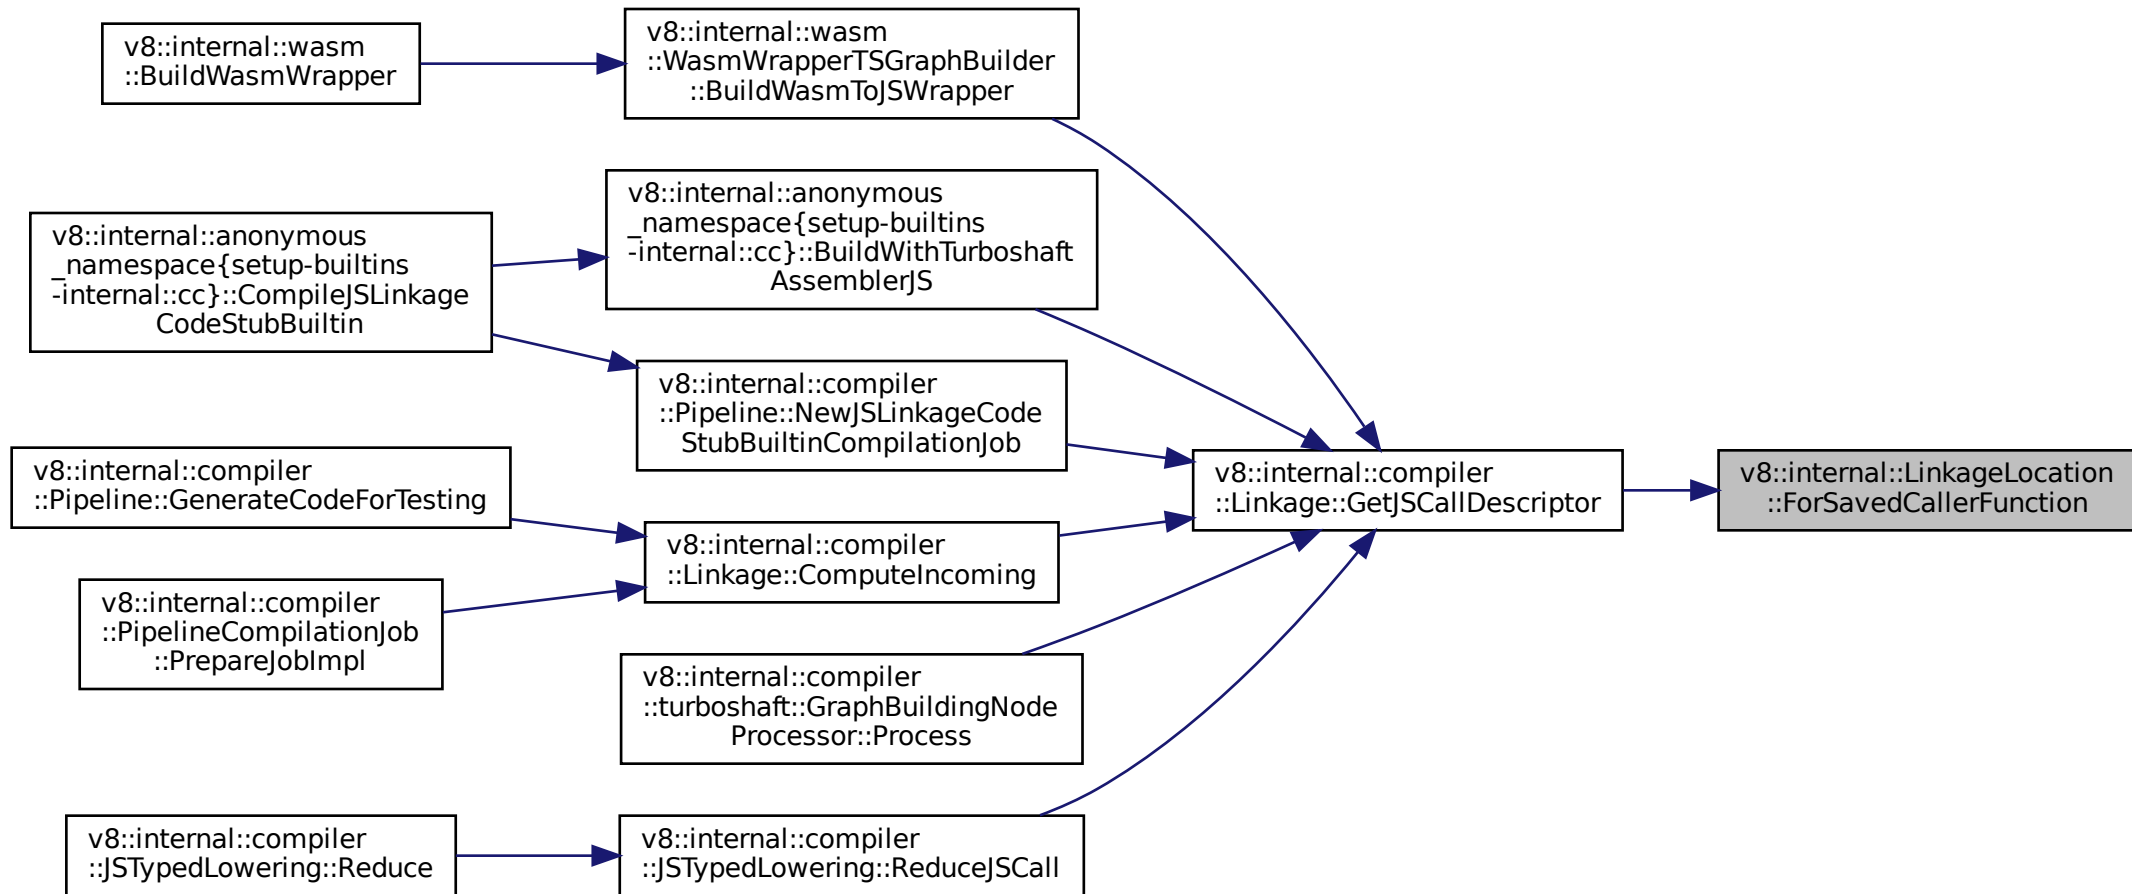 v8::internal::wasm
::BuildWasmWrapper
v8::internal::wasm
::WasmWrapperTSGraphBuilder
::BuildWasmToJSWrapper
v8::internal::anonymous
_namespace{setup-builtins
-internal::cc}::CompileJSLinkage
CodeStubBuiltin
v8::internal::anonymous
_namespace{setup-builtins
-internal::cc}::BuildWithTurboshaft
AssemblerJS
v8::internal::compiler
::Pipeline::NewJSLinkageCode
StubBuiltinCompilationJob
v8::internal::compiler
::Pipeline::GenerateCodeForTesting
v8::internal::compiler
::Linkage::GetJSCallDescriptor
v8::internal::LinkageLocation
::ForSavedCallerFunction
v8::internal::compiler
::Linkage::ComputeIncoming
v8::internal::compiler
::PipelineCompilationJob
::PrepareJobImpl
v8::internal::compiler
::turboshaft::GraphBuildingNode
Processor::Process
v8::internal::compiler
::JSTypedLowering::Reduce
v8::internal::compiler
::JSTypedLowering::ReduceJSCall